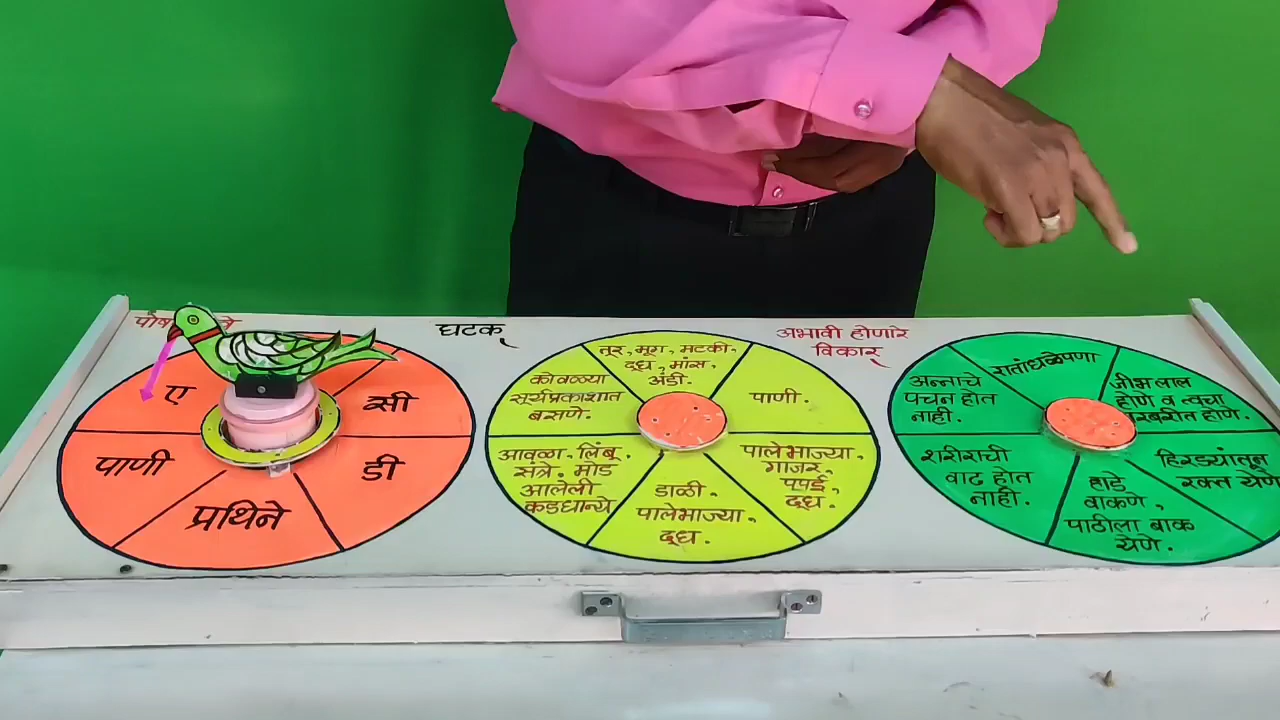 घटक
अभावी होणारे
विकार
ए
सी
पाणी
डी
प्रथिने
तूर, मूग, मटकी,
दूध, मांस,
अंडी.
कोवळ्या
सूर्यप्रकाशात
बसणे.
पाणी.
आवळा, लिंबू,
संत्रे, मोड
आलेली
कडधान्ये
पालेभाज्या,
गाजर,
पपई,
दूध.
डाळी,
पालेभाज्या,
दूध.
रातांधळेपणा
अन्नाचे
पचन होत
नाही.
जीभ लाल
होणे व त्वचा
खरबरीत होणे.
शरीराची
वाढ होत
नाही.
हिरड्यांतून
रक्त येणे
हाडे
वाकणे,
पाठीला बाक
येणे.